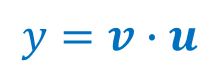 y = v · u